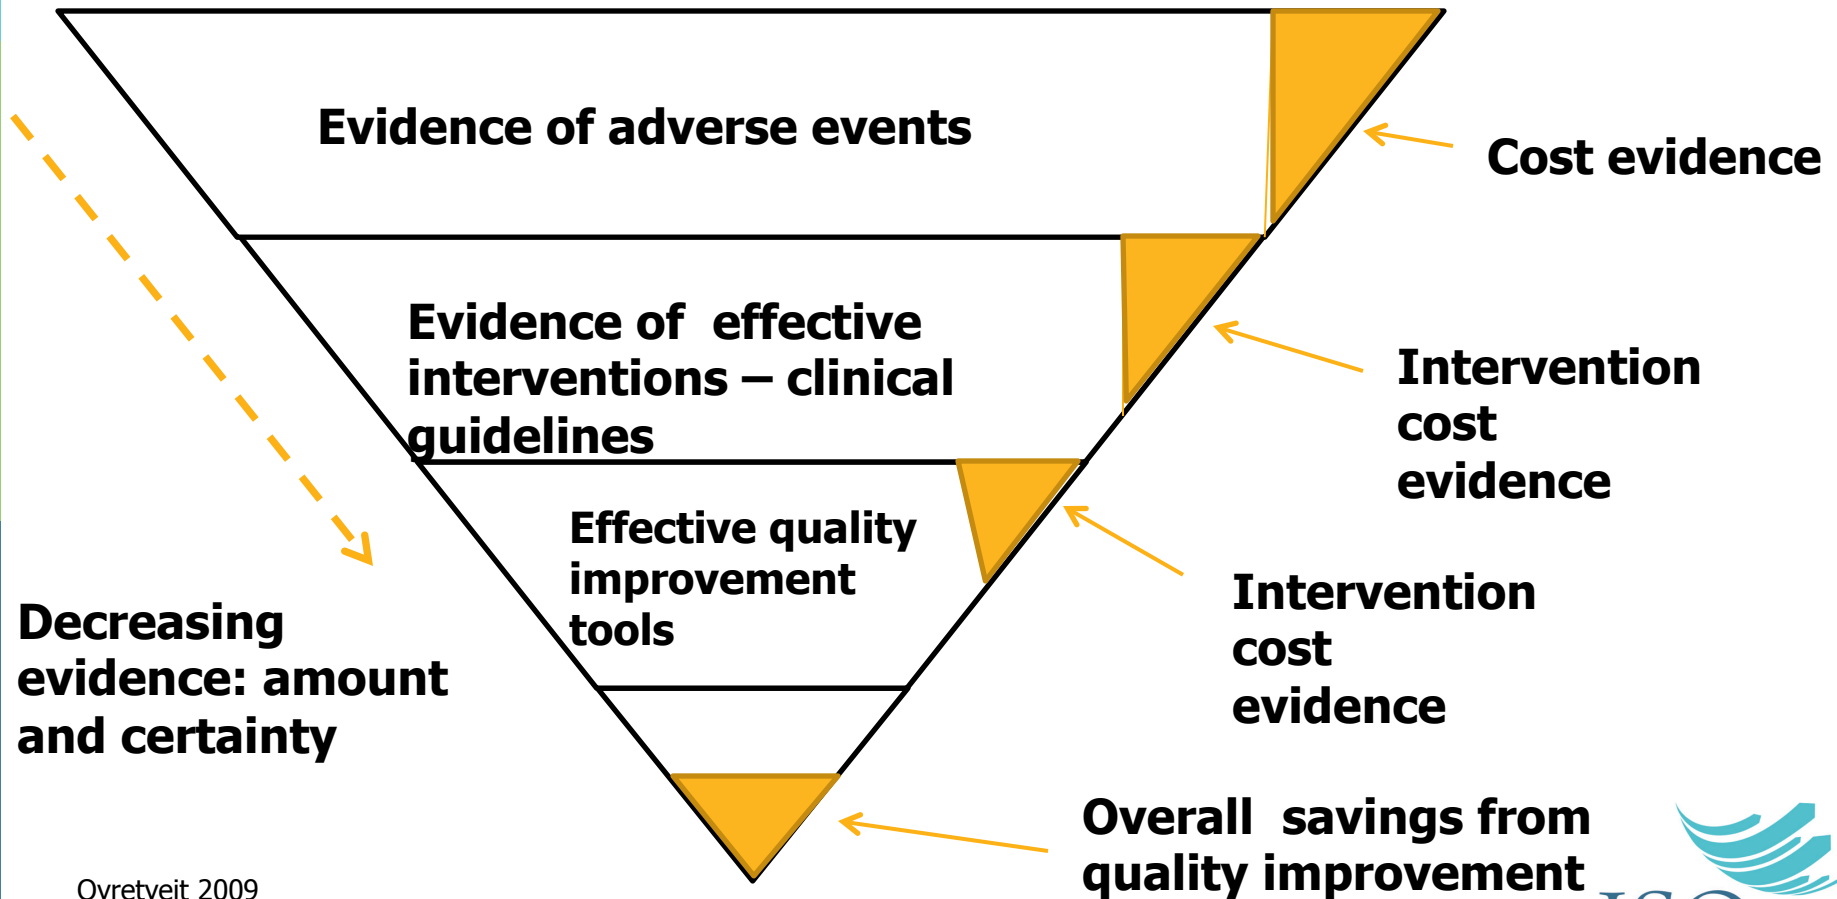 Evidence of adverse events
Cost evidence
Evidence of  effective
interventions – clinical
guidelines
Intervention
cost
evidence
Effective quality
improvement
tools
Intervention
cost
evidence
Decreasing
evidence: amount
and certainty
Overall  savings from
quality improvement
Ovretveit 2009